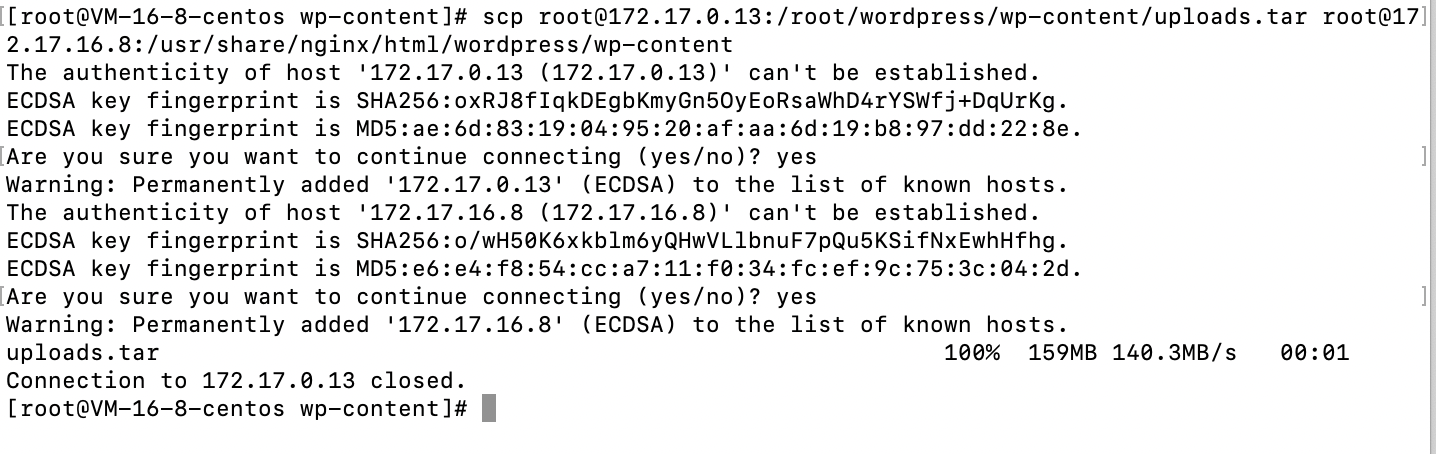 [[root@VM-16-8-centos wp-content]# scp root@172.17.0.13:/root/wordpress/wp-content/uploads.tar root@17]
2.17.16.8:/usr/share/nginx/html/wordpress/wp-content
The authenticity of host '172.17.0.13 (172.17.0.13)' can't be established.
ECDSA key fingerprint is SHA256:oxRJ8fIqkDEgbKmyGn5OyEoRsaWhD4rYSWfj+DqUrKg.
ECDSA key fingerprint is MD5:ae:6d:83:19:04:95:20:af:aa:6d:19:b8:97:dd:22:8e.
[Are you sure you want to continue connecting (yes/no)? yes ]
Warning: Permanently added '172.17.0.13' (ECDSA) to the list of known hosts.
The authenticity of host '172.17.16.8 (172.17.16.8)' can't be established.
ECDSA key fingerprint is SHA256:o/wH50K6xkblm6yQHwVLlbnuF7pQu5KSifNxEwhHfhg.
ECDSA key fingerprint is MD5:e6:e4:f8:54:cc:a7:11:f0:34:fc:ef:9c:75:3c:04:2d.
[Are you sure you want to continue connecting (yes/no)? yes ]
Warning: Permanently added '172.17.16.8' (ECDSA) to the list of known hosts.
uploads.tar 100% 159MB 140.3MB/s 00:01
Connection to 172.17.0.13 closed.
[root@VM-16-8-centos wp-content]#